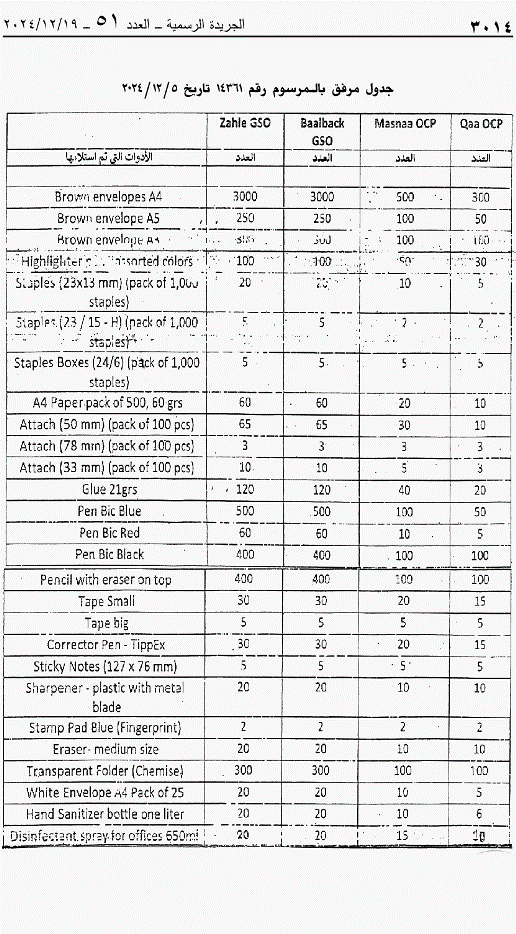 ٣٠١٤ الجريدة الرسمية ـ العدد ٥١ ـ ٢٠٢٤/١٢/١٩
جدول مرفق بالمرسوم رقم ١٤٣٦١ تاريخ ٢٠٢٤/١٢/٥
Zahle GSO Baalback GSO Masnaa OCP Qaa OCP
الأدوات التي تم استلامها العدد العدد العدد العدد
Brown envelopes A4 3000 3000 500 300
Brown envelope A5 250 250 100 50
Brown envelope 300 300 100 100
Highlighter assorted colors 100 100 50 30
Staples (23x13 mm) (pack of 1,000 20 20 10 5
staples)
Staples (23 / 15 - H) (pack of 1,000 5 5 2 2
staples)
Staples Boxes (24/6) (pack of 1,000 5 5 5 5
staples)
A4 Paper pack of 500, 60 grs 60 60 20 10
Attach (50 mm) (pack of 100 pcs) 65 65 30 10
Attach (78 mm) (pack of 100 pcs) 3 3 3 3
Attach (33 mm) (pack of 100 pcs) 10 10 5 3
Glue 21grs 120 120 40 20
Pen Bic Blue 500 500 100 50
Pen Bic Red 60 60 10 5
Pen Bic Black 400 400 100 100
Pencil with eraser on top 400 400 100 100
Tape Small 30 30 20 15
Tape big 5 5 5 5
Corrector Pen - TippEx 30 30 20 15
Sticky Notes (127 x 76 mm) 5 5 5 5
Sharpener - plastic with metal 20 20 10 10
blade
Stamp Pad Blue (Fingerprint) 2 2 2 2
Eraser- medium size 20 20 10 10
Transparent Folder (Chemise) 300 300 100 100
White Envelope A4 Pack of 25 20 20 10 5
Hand Sanitizer bottle one liter 20 20 10 6
Disinfectant spray for offices 650ml 20 20 15 10